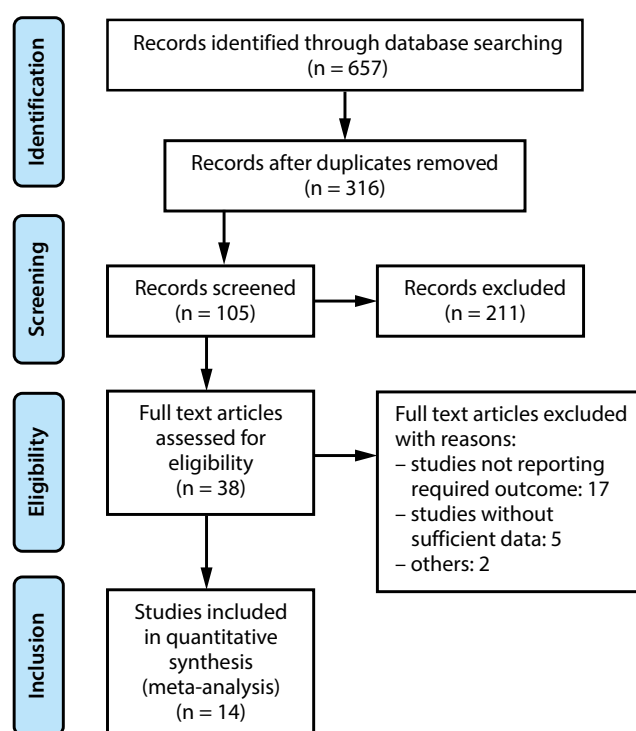 Identification
Records identified through database searching
(n = 657)
Records after duplicates removed
(n = 316)
Screening
Records screened
(n = 105)
Records excluded
(n = 211)
Eligibility
Full text articles
assessed for
eligibility
(n = 38)
Full text articles excluded
with reasons:
– studies not reporting
required outcome: 17
– studies without
sufficient data: 5
– others: 2
Inclusion
Studies included
in quantitative
synthesis
(meta-analysis)
(n = 14)